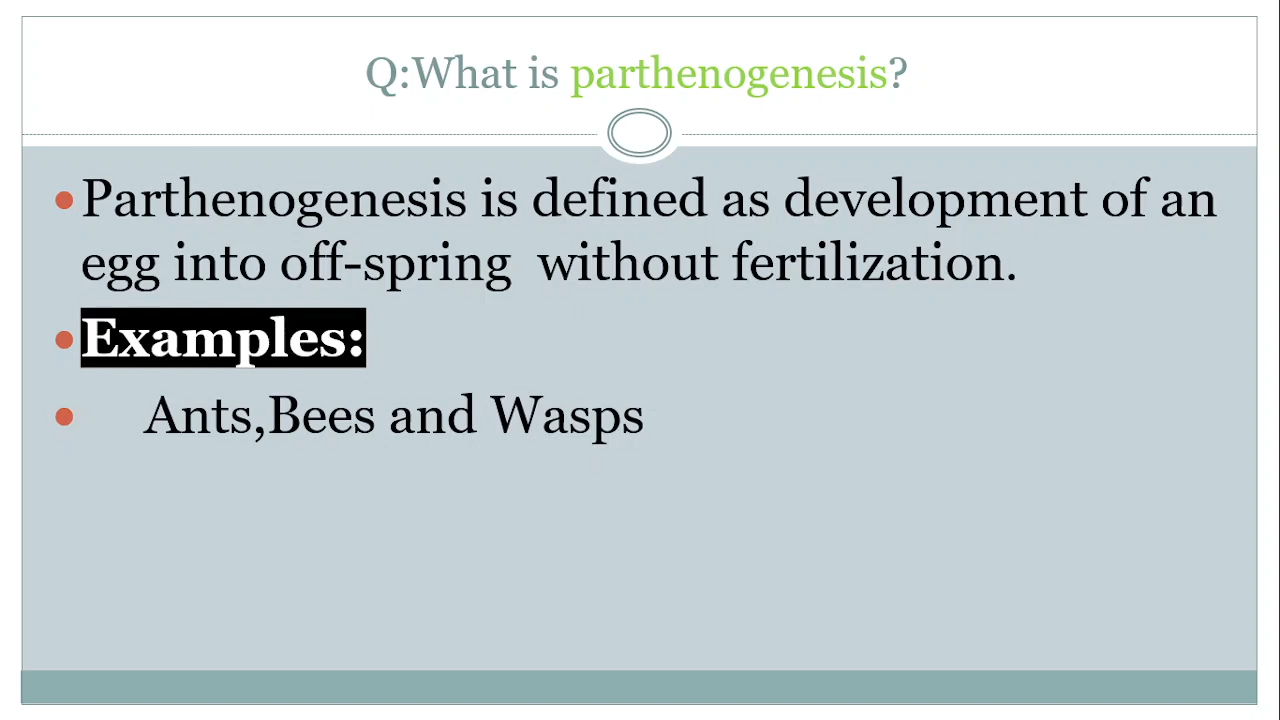 Q:What is parthenogenesis?
•Parthenogenesis is defined as development of an
egg into off-spring  without fertilization.
•Examples:
•    Ants,Bees and Wasps